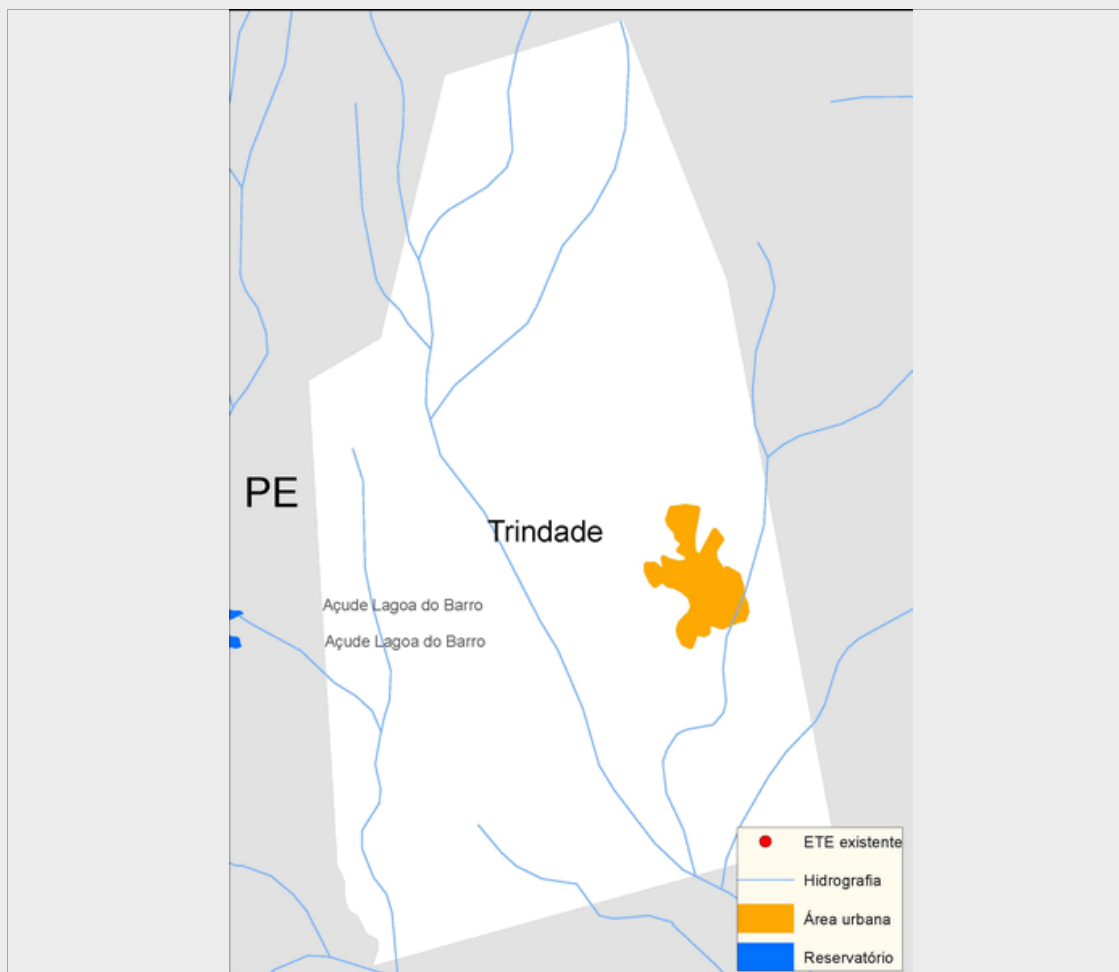 PE
Trindade
Açude Lagoa do Barro
Açude Lagoa do Barro
ETE existente
Hidrografia
Área urbana
Reservatório